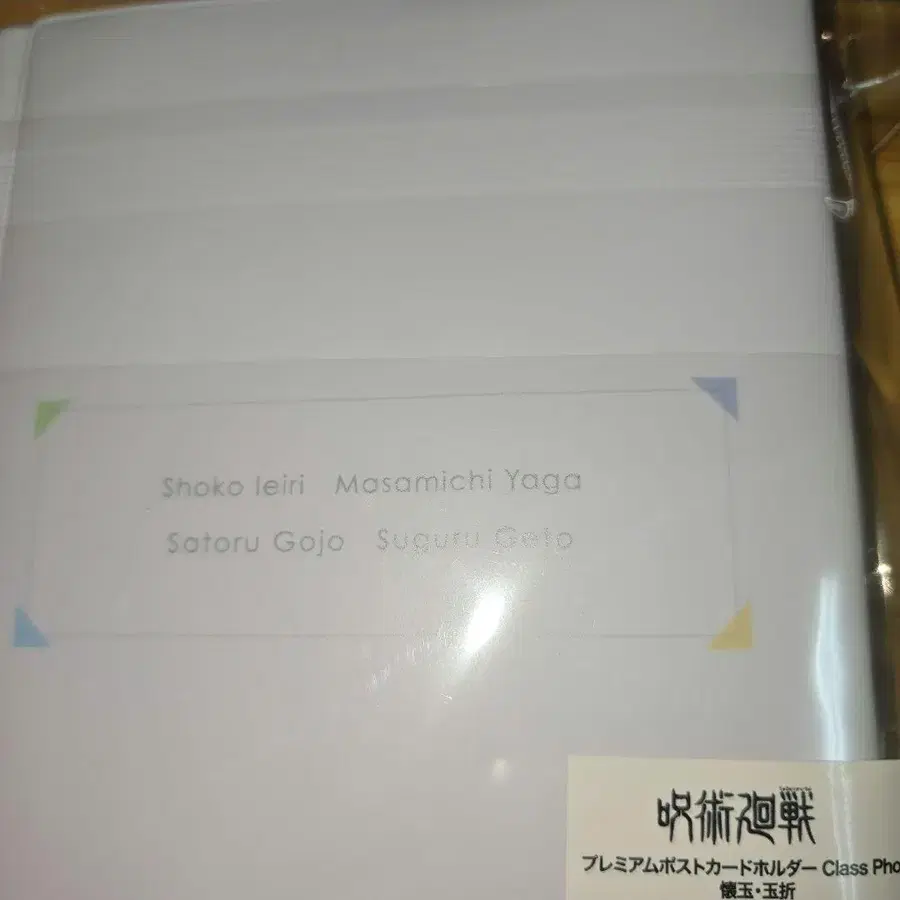 Shoko Ieiri Masamichi Yaga
Satoru Gojo Suguru Geto
呪術廻戦
プレミアムポストカードホルダー Class Pho
懐玉・玉折